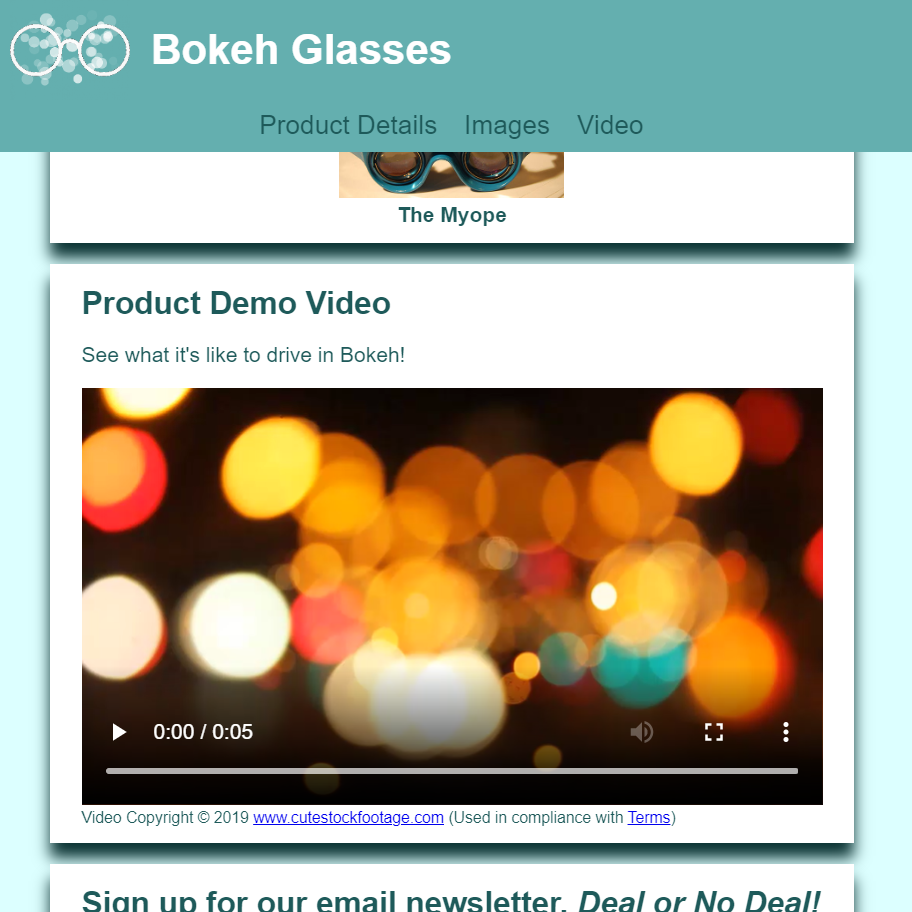 Bokeh Glasses
Product Details Images Video
The Myope
Product Demo Video
See what it's like to drive in Bokeh!
0:00 / 0:05
Video Copyright © 2019 www.cutestockfootage.com (Used in compliance with Terms)
Sign up for our email newsletter, Deal or No Deal!